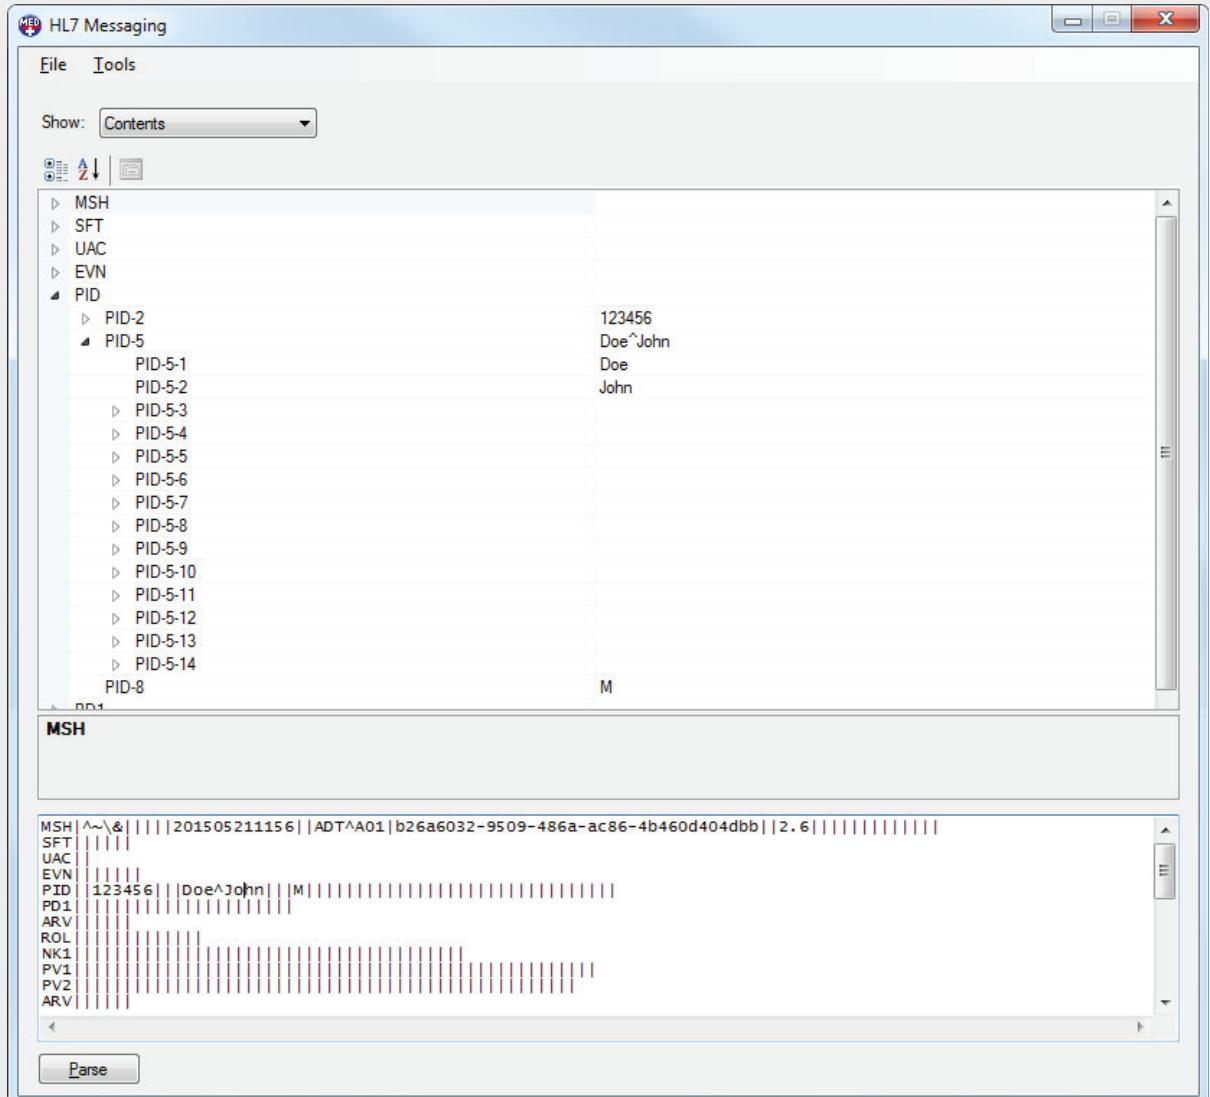 MED
HL7 Messaging
File Tools
Show: Contents
A
Z
MSH
SFT
UAC
EVN
PID
PID-2 123456
PID-5 Doe^John
PID-5-1 Doe
PID-5-2 John
PID-5-3
PID-5-4
PID-5-5
PID-5-6
PID-5-7
PID-5-8
PID-5-9
PID-5-10
PID-5-11
PID-5-12
PID-5-13
PID-5-14
PID-8 M
PD1
MSH
MSH|^~\&|||||201505211156||ADT^A01|b26a6032-9509-486a-ac86-4b460d404dbb||2.6|||||||||||||
SFT||||||
UAC||
EVN|||||||
PID||123456|||Doe^John|||M|||||||||||||||||||||||||||||||
PD1||||||||||||||||||||||
ARV||||||
ROL|||||||||||||
NK1|||||||||||||||||||||||||||||||||||||||
PV1||||||||||||||||||||||||||||||||||||||||||||||||||||
PV2||||||||||||||||||||||||||||||||||||||||||||||||||
ARV||||||
Parse